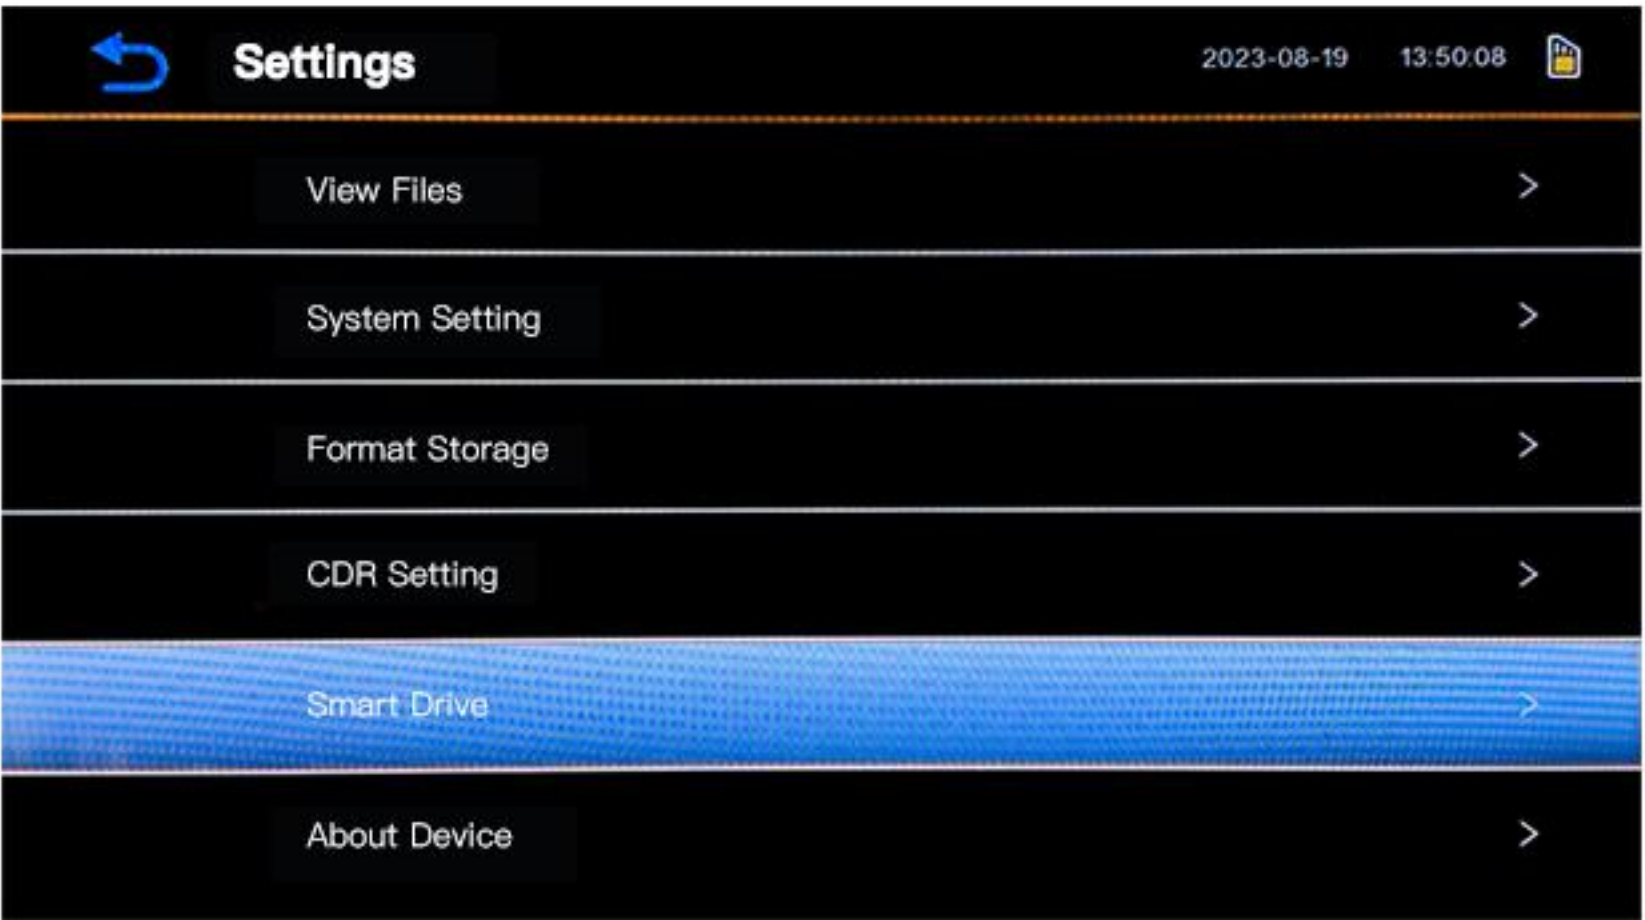 Settings
2023-08-19 13:50:08
View Files
System Setting
Format Storage
CDR Setting
Smart Drive
About Device